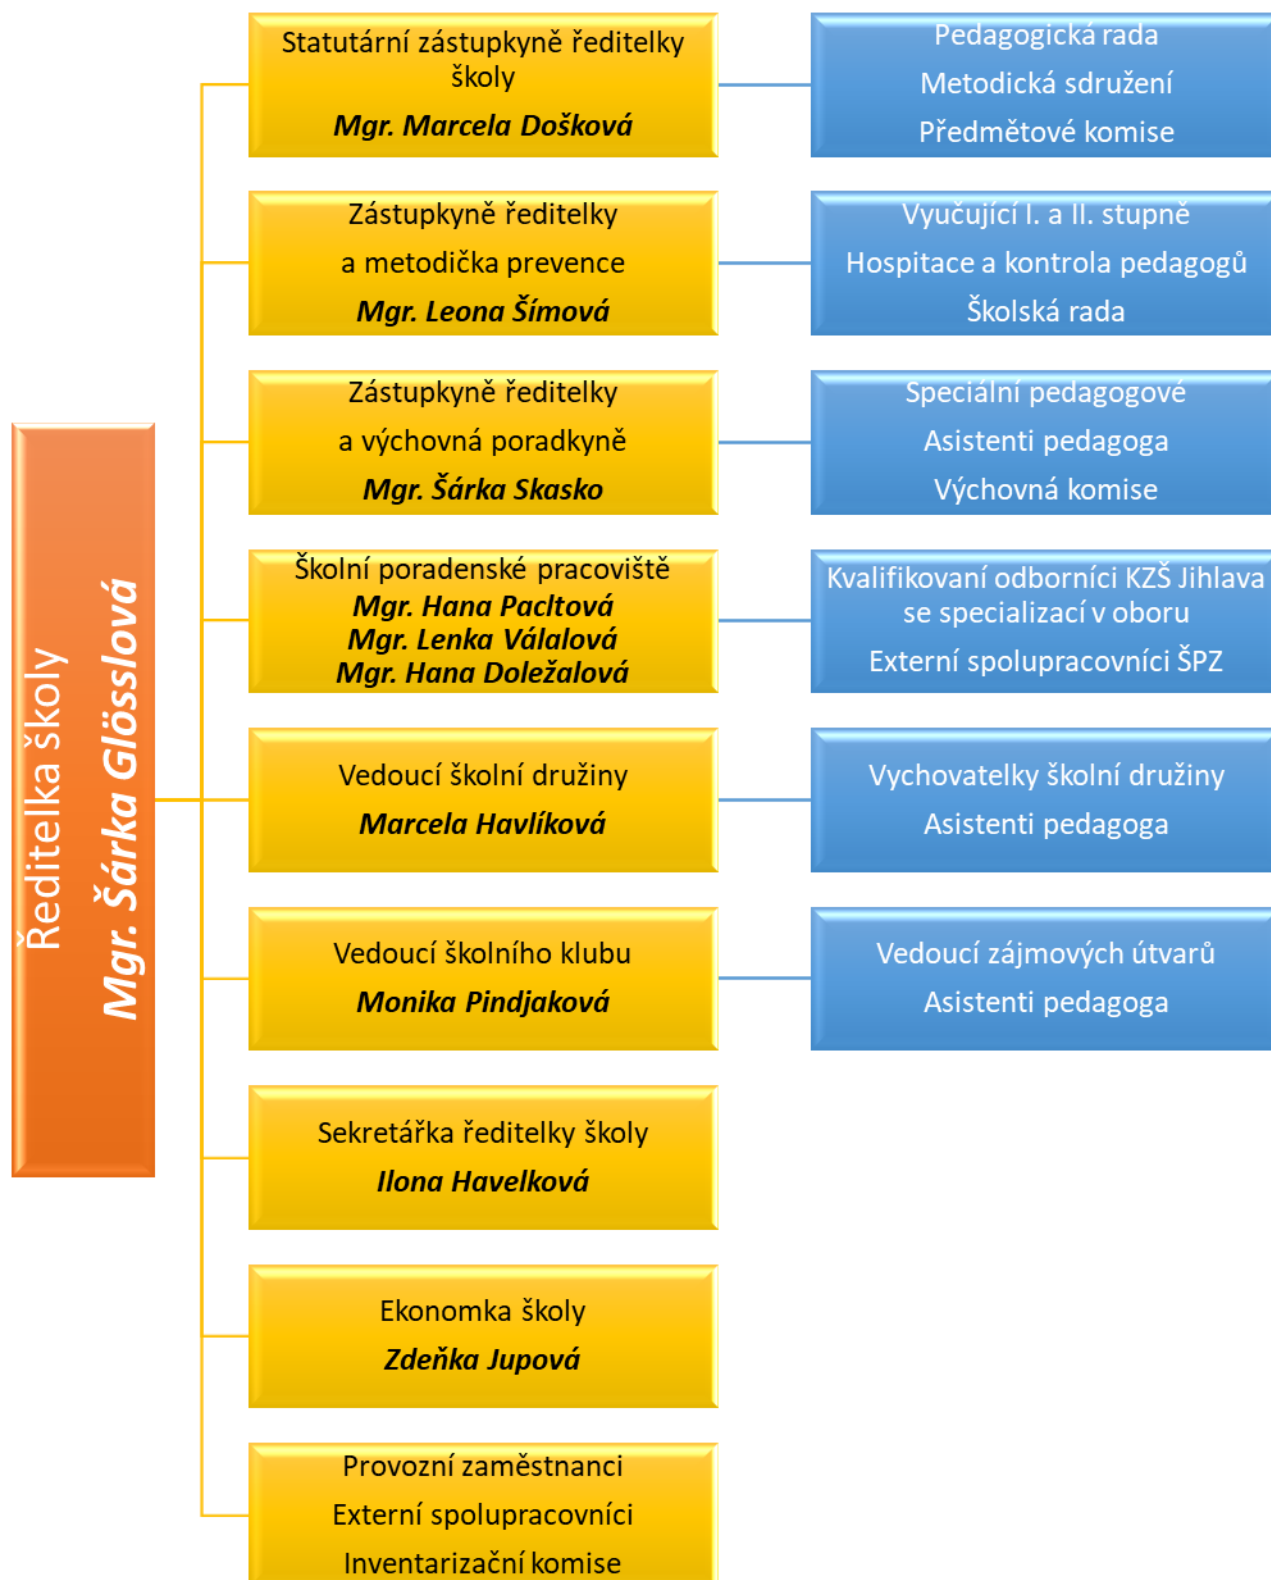 Ředitelka školy
Mgr. Šárka Glösslová
Statutární zástupkyně ředitelky
školy
Mgr. Marcela Došková
Pedagogická rada
Metodická sdružení
Předmětové komise
Zástupkyně ředitelky
a metodička prevence
Mgr. Leona Šímová
Vyučující I. a II. stupně
Hospitace a kontrola pedagogů
Školská rada
Zástupkyně ředitelky
a výchovná poradkyně
Mgr. Šárka Skasko
Speciální pedagogové
Asistenti pedagoga
Výchovná komise
Školní poradenské pracoviště
Mgr. Hana Pacltová
Mgr. Lenka Válalová
Mgr. Hana Doležalová
Kvalifikovaní odborníci KZŠ Jihlava
se specializací v oboru
Externí spolupracovníci ŠPZ
Vedoucí školní družiny
Marcela Havlíková
Vychovatelky školní družiny
Asistenti pedagoga
Vedoucí školního klubu
Monika Pindjaková
Vedoucí zájmových útvarů
Asistenti pedagoga
Sekretářka ředitelky školy
Ilona Havelková
Ekonomka školy
Zdeňka Jupová
Provozní zaměstnanci
Externí spolupracovníci
Inventarizační komise